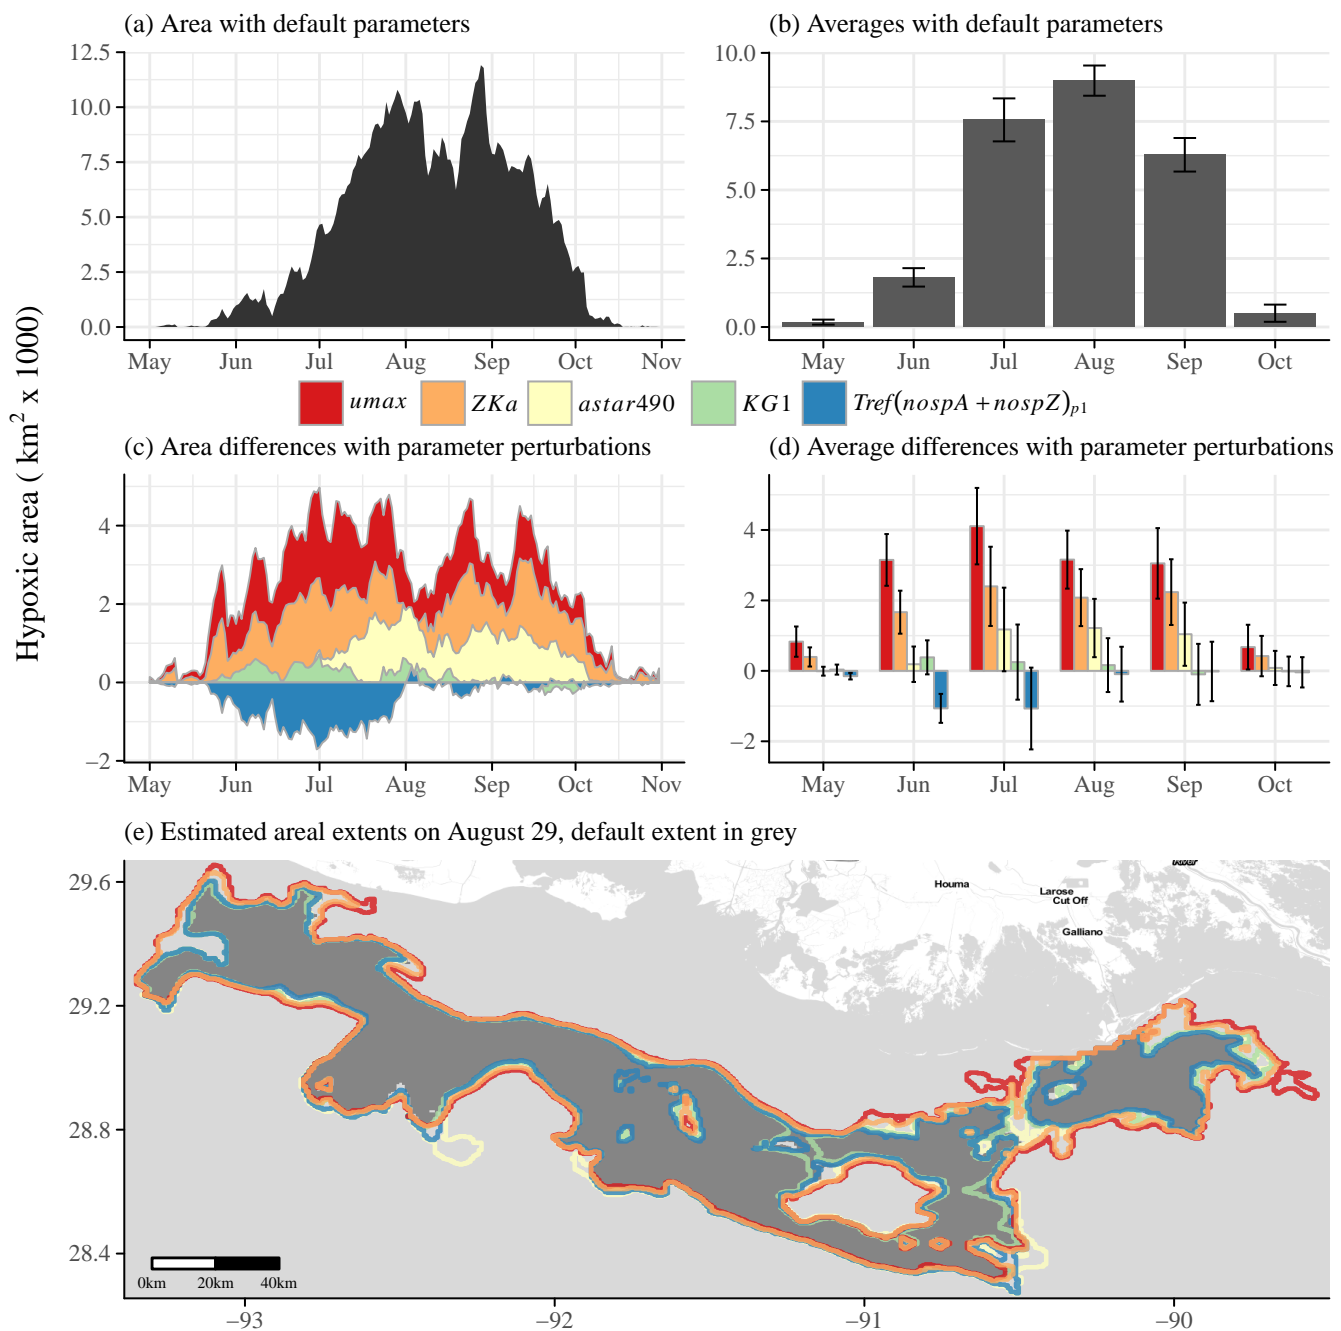 (a) Area with default parameters
12.5
10.0
7.5
5.0
2.5
0.0
May Jun Jul Aug Sep Oct Nov
(b) Averages with default parameters
10.0
7.5
5.0
2.5
0.0
May Jun Jul Aug Sep Oct
Hypoxic area ( km² x 1000)
umax ZKa astar490 KG1 Tref(nospA + nospZ)p1
(c) Area differences with parameter perturbations
4
2
0
−2
May Jun Jul Aug Sep Oct Nov
(d) Average differences with parameter perturbations
4
2
0
−2
May Jun Jul Aug Sep Oct
(e) Estimated areal extents on August 29, default extent in grey
29.6
29.2
28.8
28.4
River
Houma
Larose
Cut Off
Galliano
0km 20km 40km
−93 −92 −91 −90